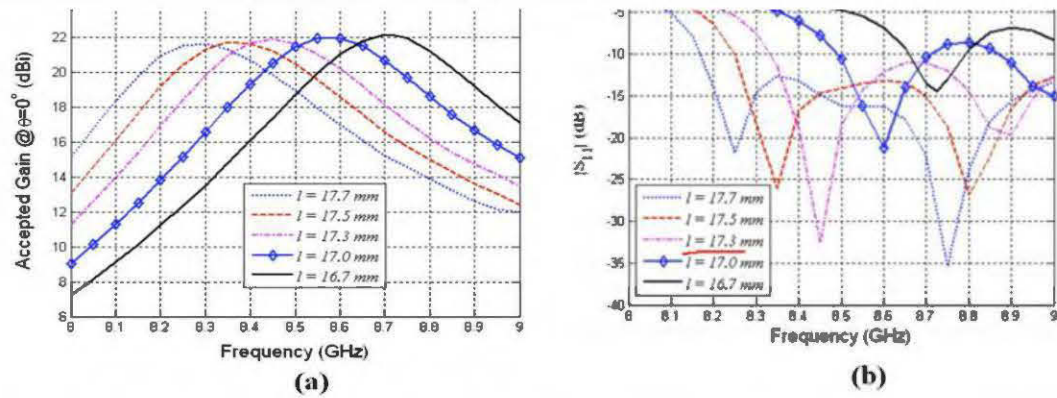 22
20
18
16
14
12
10
8
6
Accepted Gain @θ=0° (dBi)
l = 17.7 mm
l = 17.5 mm
l = 17.3 mm
l = 17.0 mm
l = 16.7 mm
8 8.1 8.2 8.3 8.4 8.5 8.6 8.7 8.8 8.9 9
Frequency (GHz)
(a)
-5
-10
-15
-20
-25
-30
-35
-40
|S11| (dB)
l = 17.7 mm
l = 17.5 mm
l = 17.3 mm
l = 17.0 mm
l = 16.7 mm
8 8.1 8.2 8.3 8.4 8.5 8.6 8.7 8.8 8.9 9
Frequency (GHz)
(b)